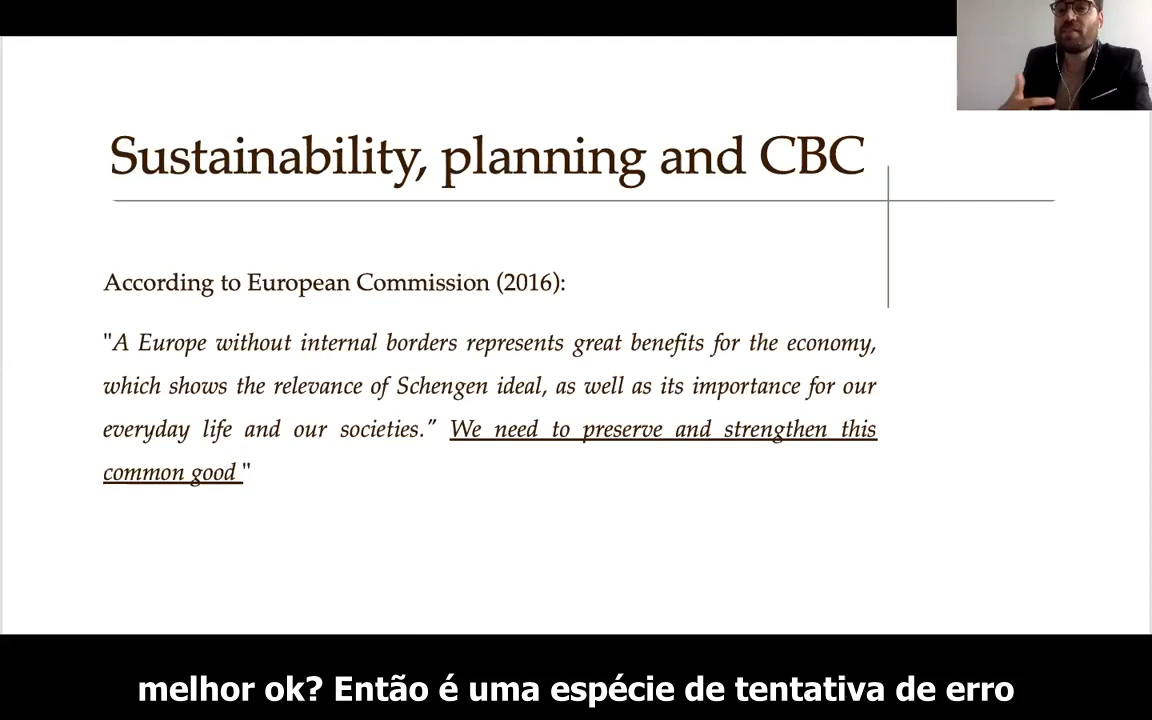 Sustainability, planning and CBC
According to European Commission (2016):
"A Europe without internal borders represents great benefits for the economy,
which shows the relevance of Schengen ideal, as well as its importance for our
everyday life and our societies.” We need to preserve and strengthen this
common good "
melhor ok? Então é uma espécie de tentativa de erro